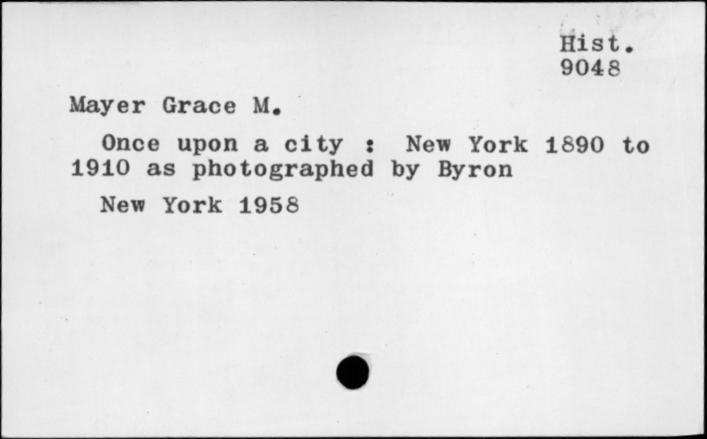 Hist.
9048
Mayer Grace M.
Once upon a city : New York 1890 to
1910 as photographed by Byron
New York 1958